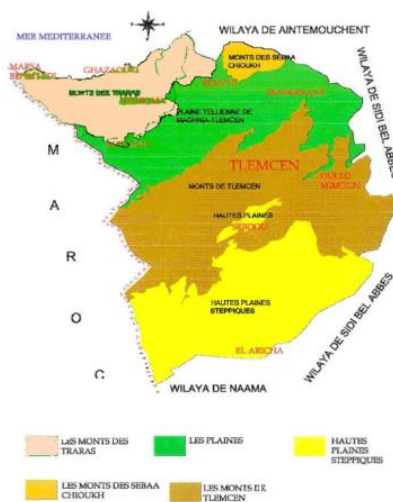 WILAYA DE AINTEMOUCHENT
MER MEDITERRANEE
MONTS DES SEBAA
CHIOUKH
MARSA
GHAZAOUET
WILAYA DE SIDI BEL ABBES
MONTS DES TRARAS
PLAINE TELLIENNE DE
MAGHNIA-TLEMCEN
TLEMCEN
OULED
MIMOUN
MONTS DE TLEMCEN
HAUTES PLAINES
SEBDOU
MAROC
HAUTES PLAINES
STEPPIQUES
WILAYA DE SIDI BEL ABBES
EL ARICHA
WILAYA DE NAAMA
LES MONTS DES
TRARAS
LES PLAINES
HAUTES
PLAINES
STEPPIQUES
LES MONTS DES SEBAA
CHIOUKH
LES MONTS DE
TLEMCEN